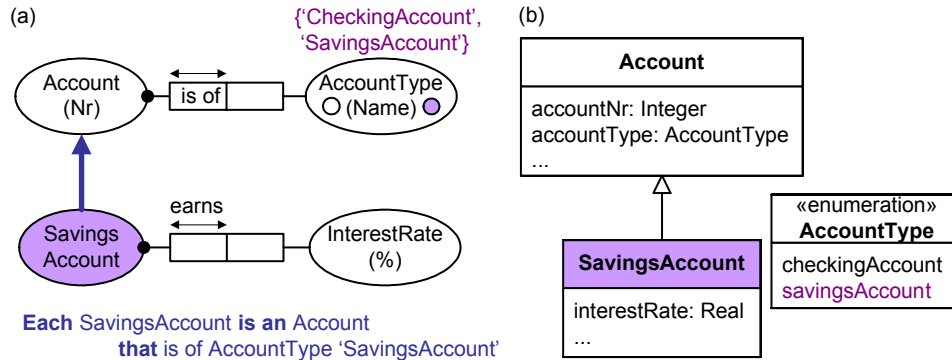 (a)
{‘CheckingAccount’,
‘SavingsAccount’}
Account
(Nr)
is of
AccountType
(Name)
earns
Savings
Account
InterestRate
(%)
Each SavingsAccount is an Account
that is of AccountType ‘SavingsAccount’
(b)
Account
accountNr: Integer
accountType: AccountType
...
SavingsAccount
interestRate: Real
...
«enumeration»
AccountType
checkingAccount
savingsAccount